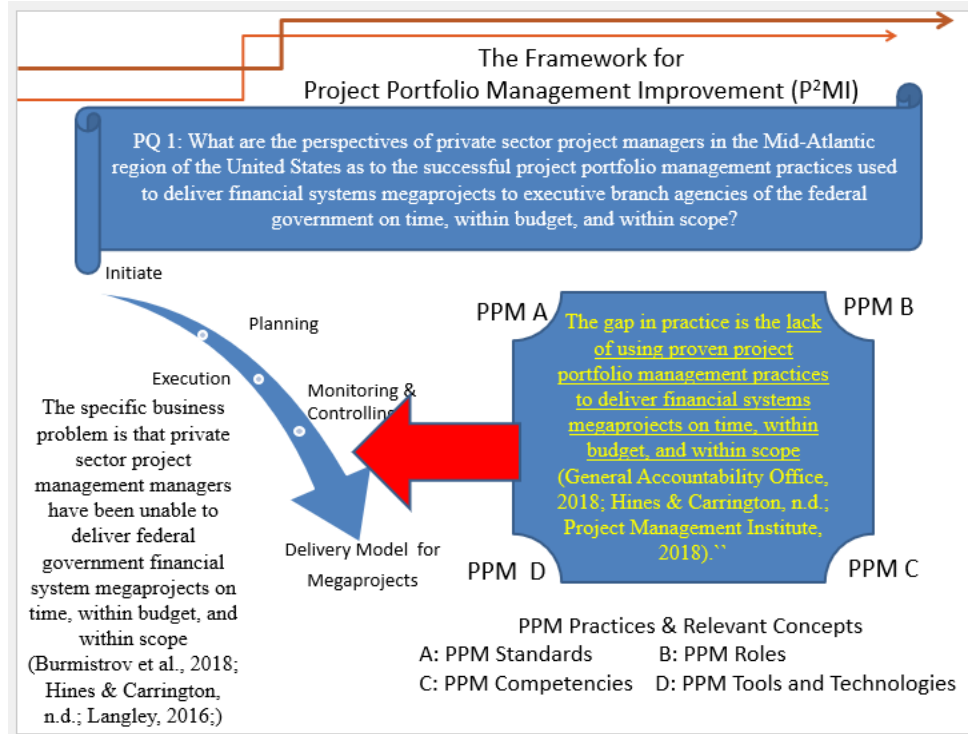 The Framework for
Project Portfolio Management Improvement (P²MI)
PQ 1: What are the perspectives of private sector project managers in the Mid-Atlantic
region of the United States as to the successful project portfolio management practices used
to deliver financial systems megaprojects to executive branch agencies of the federal
government on time, within budget, and within scope?
Initiate
Planning
Execution
Monitoring &
Controlling
Delivery Model for
Megaprojects
The specific business
problem is that private
sector project
management managers
have been unable to
deliver federal
government financial
system megaprojects on
time, within budget, and
within scope
(Burmistrov et al., 2018;
Hines & Carrington,
n.d.; Langley, 2016;)
PPM A
PPM B
The gap in practice is the lack
of using proven project
portfolio management practices
to deliver financial systems
megaprojects on time, within
budget, and within scope
(General Accountability Office,
2018; Hines & Carrington, n.d.;
Project Management Institute,
2018).``
PPM D
PPM C
PPM Practices & Relevant Concepts
A: PPM Standards B: PPM Roles
C: PPM Competencies D: PPM Tools and Technologies